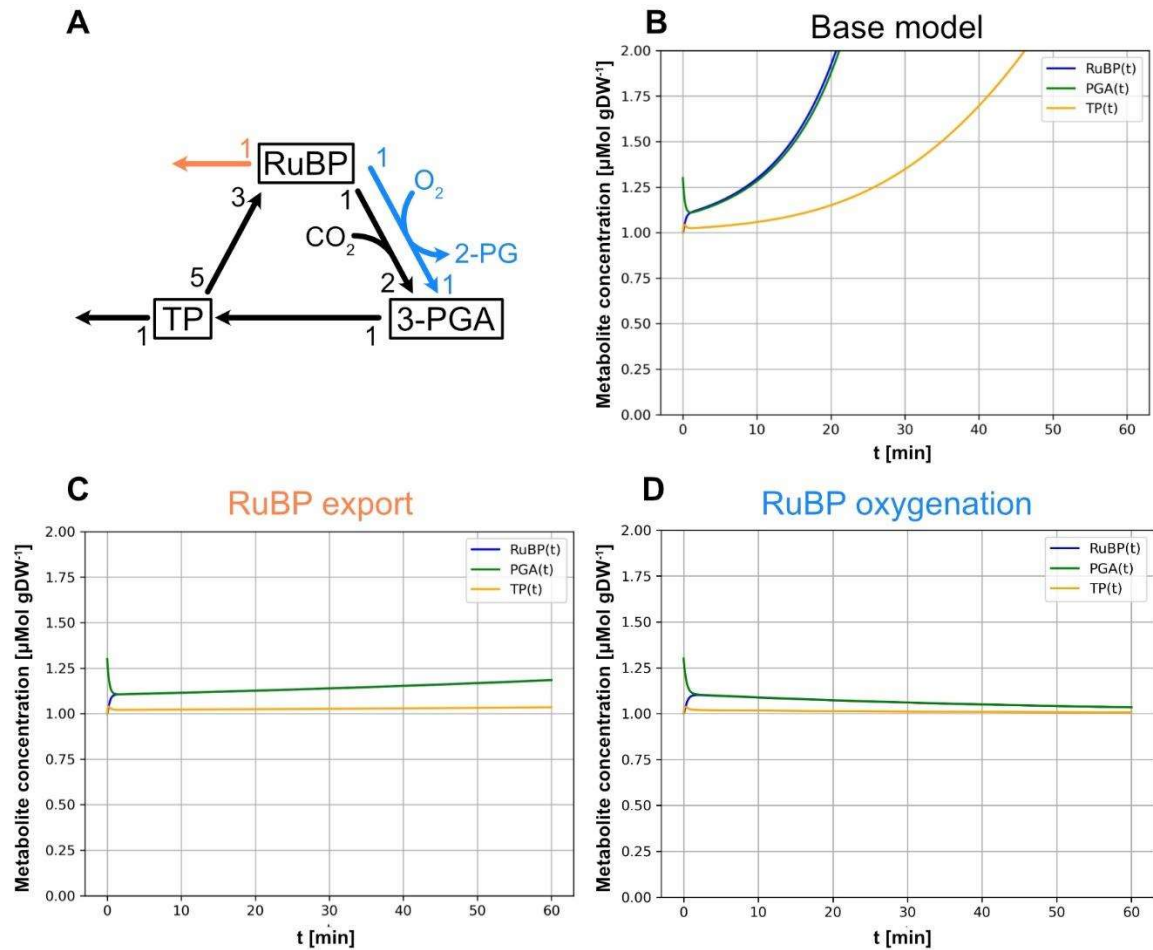 A
1
RuBP
1
O₂
3
1
CO₂
2-PG
5
2
1
TP
3-PGA
1
1
B
Base model
Metabolite concentration [µMol gDW⁻¹]
2.00
1.75
1.50
1.25
1.00
0.75
0.50
0.25
0.00
RuBP(t)
PGA(t)
TP(t)
0 10 20 30 40 50 60
t [min]
C
RuBP export
Metabolite concentration [µMol gDW⁻¹]
2.00
1.75
1.50
1.25
1.00
0.75
0.50
0.25
0.00
RuBP(t)
PGA(t)
TP(t)
0 10 20 30 40 50 60
t [min]
D
RuBP oxygenation
Metabolite concentration [µMol gDW⁻¹]
2.00
1.75
1.50
1.25
1.00
0.75
0.50
0.25
0.00
RuBP(t)
PGA(t)
TP(t)
0 10 20 30 40 50 60
t [min]